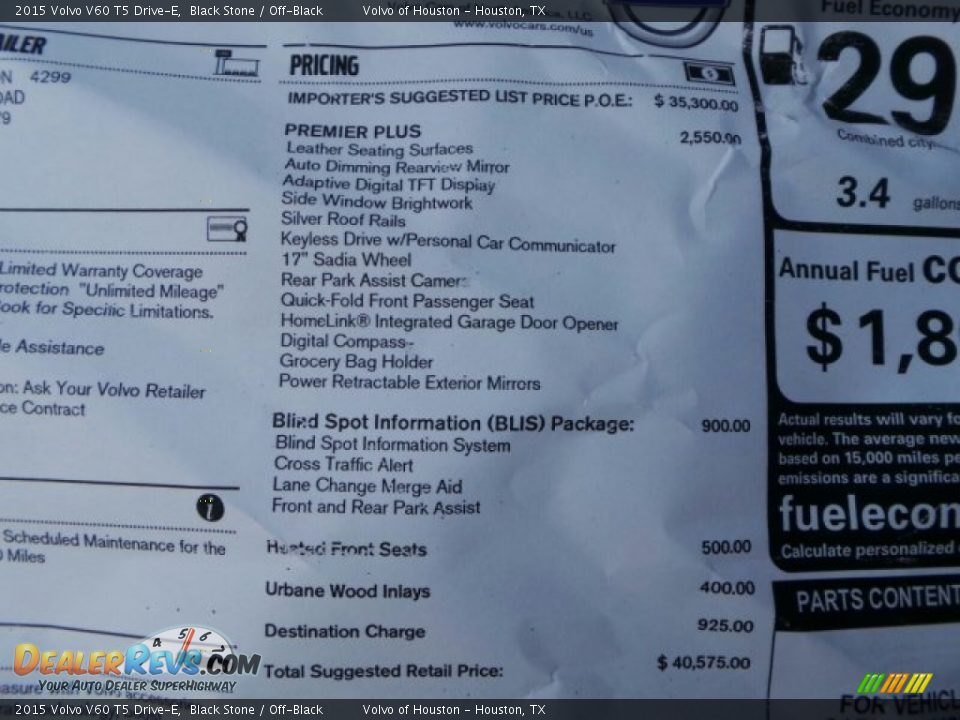 2015 Volvo V60 T5 Drive-E, Black Stone / Off-Black Volvo of Houston - Houston, TX
www.volvocars.com/us
4299
PRICING
IMPORTER'S SUGGESTED LIST PRICE P.O.E.: $ 35,300.00
PREMIER PLUS 2,550.00
Leather Seating Surfaces
Auto Dimming Rearview Mirror
Adaptive Digital TFT Display
Side Window Brightwork
Silver Roof Rails
Keyless Drive w/Personal Car Communicator
17" Sadia Wheel
Rear Park Assist Camer
Quick-Fold Front Passenger Seat
HomeLink® Integrated Garage Door Opener
Digital Compass
Grocery Bag Holder
Power Retractable Exterior Mirrors
Blind Spot Information (BLIS) Package: 900.00
Blind Spot Information System
Cross Traffic Alert
Lane Change Merge Aid
Front and Rear Park Assist
Heated Front Seats 500.00
Urbane Wood Inlays 400.00
Destination Charge 925.00
Total Suggested Retail Price: $ 40,575.00
Limited Warranty Coverage
rotection "Unlimited Mileage"
ook for Specific Limitations.
e Assistance
on: Ask Your Volvo Retailer
ce Contract
Scheduled Maintenance for the
0 Miles
Fuel Economy
29
Combined city
3.4 gallons
Annual Fuel CO
$1,8
Actual results will vary fo
vehicle. The average new
based on 15,000 miles pe
emissions are a significa
fuelecon
Calculate personalized
PARTS CONTENT
FOR VEHICL
DEALERREVS.COM
YOUR AUTO DEALER SUPERHIGHWAY
2015 Volvo V60 T5 Drive-E, Black Stone / Off-Black Volvo of Houston - Houston, TX